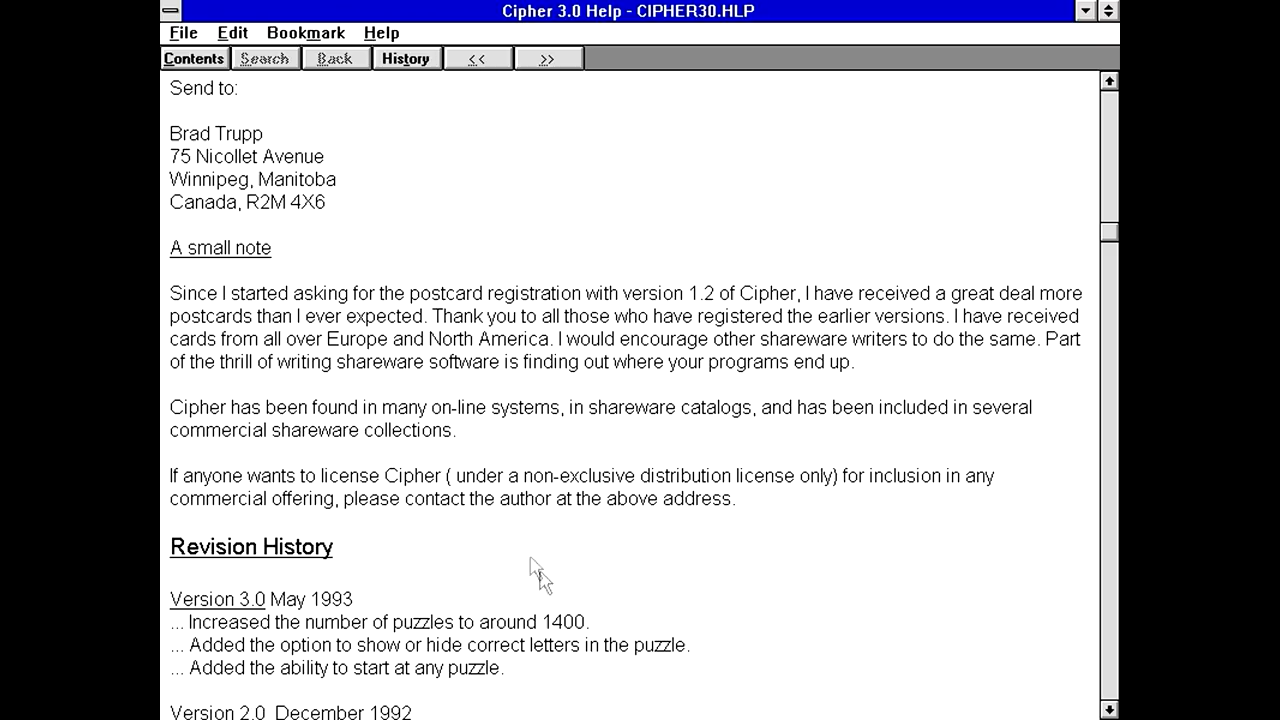 Cipher 3.0 Help - CIPHER30.HLP
File Edit Bookmark Help
Contents Search Back History << >>
Send to:
Brad Trupp
75 Nicollet Avenue
Winnipeg, Manitoba
Canada, R2M 4X6
A small note
Since I started asking for the postcard registration with version 1.2 of Cipher, I have received a great deal more
postcards than I ever expected. Thank you to all those who have registered the earlier versions. I have received
cards from all over Europe and North America. I would encourage other shareware writers to do the same. Part
of the thrill of writing shareware software is finding out where your programs end up.
Cipher has been found in many on-line systems, in shareware catalogs, and has been included in several
commercial shareware collections.
If anyone wants to license Cipher ( under a non-exclusive distribution license only) for inclusion in any
commercial offering, please contact the author at the above address.
Revision History
Version 3.0 May 1993
... Increased the number of puzzles to around 1400.
... Added the option to show or hide correct letters in the puzzle.
... Added the ability to start at any puzzle.
Version 2.0 December 1992